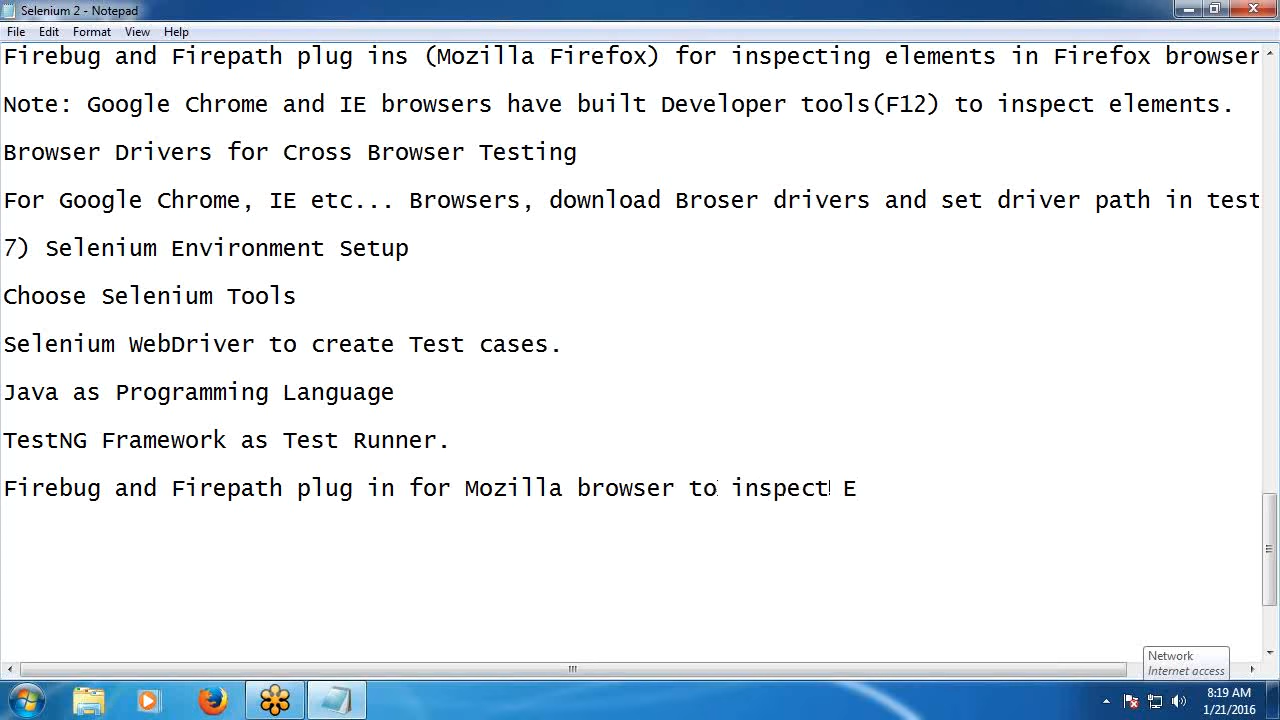 Selenium 2 - Notepad
File Edit Format View Help
Firebug and Firepath plug ins (Mozilla Firefox) for inspecting elements in Firefox browser
Note: Google Chrome and IE browsers have built Developer tools(F12) to inspect elements.
Browser Drivers for Cross Browser Testing
For Google Chrome, IE etc... Browsers, download Broser drivers and set driver path in test
7) Selenium Environment Setup
Choose Selenium Tools
Selenium WebDriver to create Test cases.
Java as Programming Language
TestNG Framework as Test Runner.
Firebug and Firepath plug in for Mozilla browser to inspect E
Network
Internet access
8:19 AM
1/21/2016